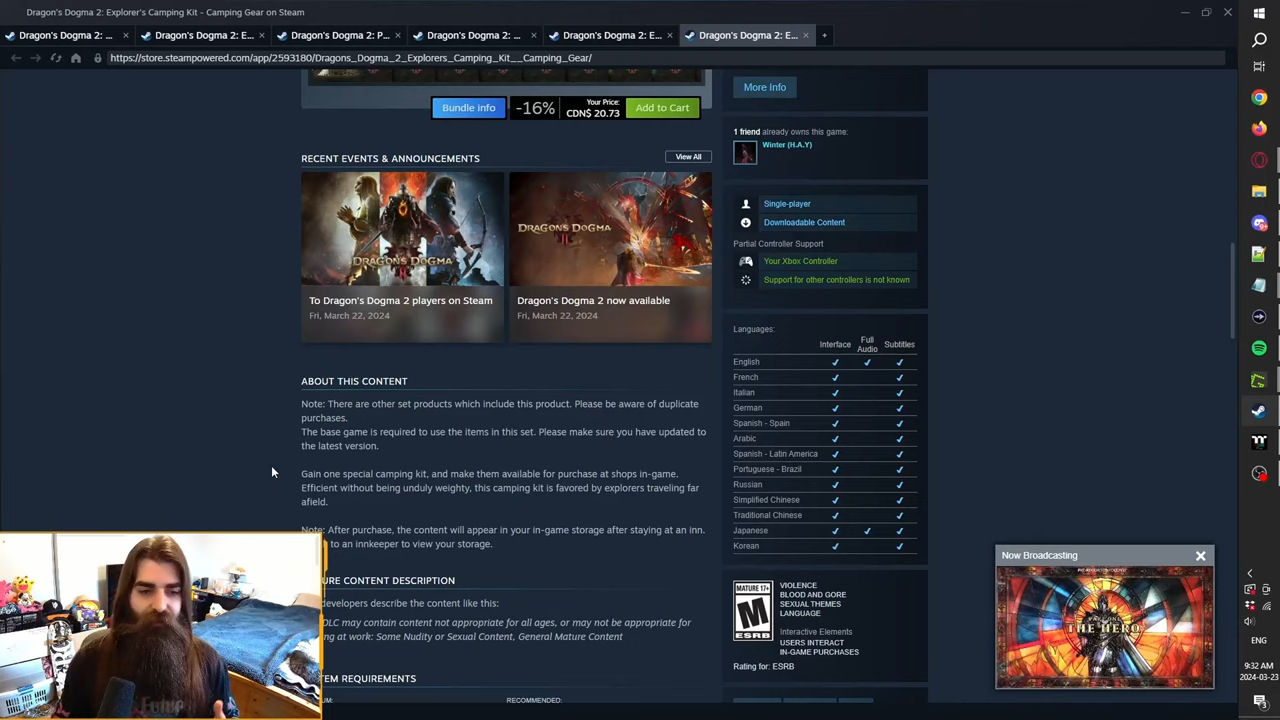 Dragon's Dogma 2: Explorer's Camping Kit - Camping Gear on Steam
Dragon's Dogma 2: ...
Dragon's Dogma 2: E...
Dragon's Dogma 2: P...
Dragon's Dogma 2: ...
Dragon's Dogma 2: E...
Dragon's Dogma 2: E...
https://store.steampowered.com/app/2593180/Dragons_Dogma_2_Explorers_Camping_Kit__Camping_Gear/
Bundle info
-16%
Your Price:
CDN$ 20.73
Add to Cart
RECENT EVENTS & ANNOUNCEMENTS
View All
DRAGON'S DOGMA
To Dragon's Dogma 2 players on Steam
Fri, March 22, 2024
DRAGON'S DOGMA
Dragon's Dogma 2 now available
Fri, March 22, 2024
ABOUT THIS CONTENT
Note: There are other set products which include this product. Please be aware of duplicate
purchases.
The base game is required to use the items in this set. Please make sure you have updated to
the latest version.
Gain one special camping kit, and make them available for purchase at shops in-game.
Efficient without being unduly weighty, this camping kit is favored by explorers traveling far
afield.
Note: After purchase, the content will appear in your in-game storage after staying at an inn.
to an innkeeper to view your storage.
URE CONTENT DESCRIPTION
developers describe the content like this:
DLC may contain content not appropriate for all ages, or may not be appropriate for
ng at work: Some Nudity or Sexual Content, General Mature Content
TEM REQUIREMENTS
UM:
RECOMMENDED:
More Info
1 friend already owns this game:
Winter (H.A.Y)
Single-player
Downloadable Content
Partial Controller Support
Your Xbox Controller
Support for other controllers is not known
Languages:
Interface
Full
Audio
Subtitles
English
French
Italian
German
Spanish - Spain
Arabic
Spanish - Latin America
Portuguese - Brazil
Russian
Simplified Chinese
Traditional Chinese
Japanese
Korean
MATURE 17+
M
ESRB
VIOLENCE
BLOOD AND GORE
SEXUAL THEMES
LANGUAGE
Interactive Elements
USERS INTERACT
IN-GAME PURCHASES
Rating for: ESRB
Now Broadcasting
THE HERO
ENG
9:32 AM
2024-03-23